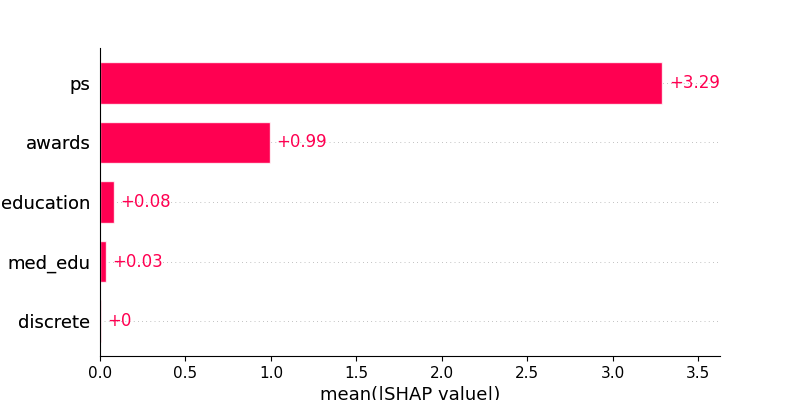 ps
+3.29
awards
+0.99
education
+0.08
med_edu
+0.03
discrete
+0
0.0 0.5 1.0 1.5 2.0 2.5 3.0 3.5
mean(|SHAP value|)